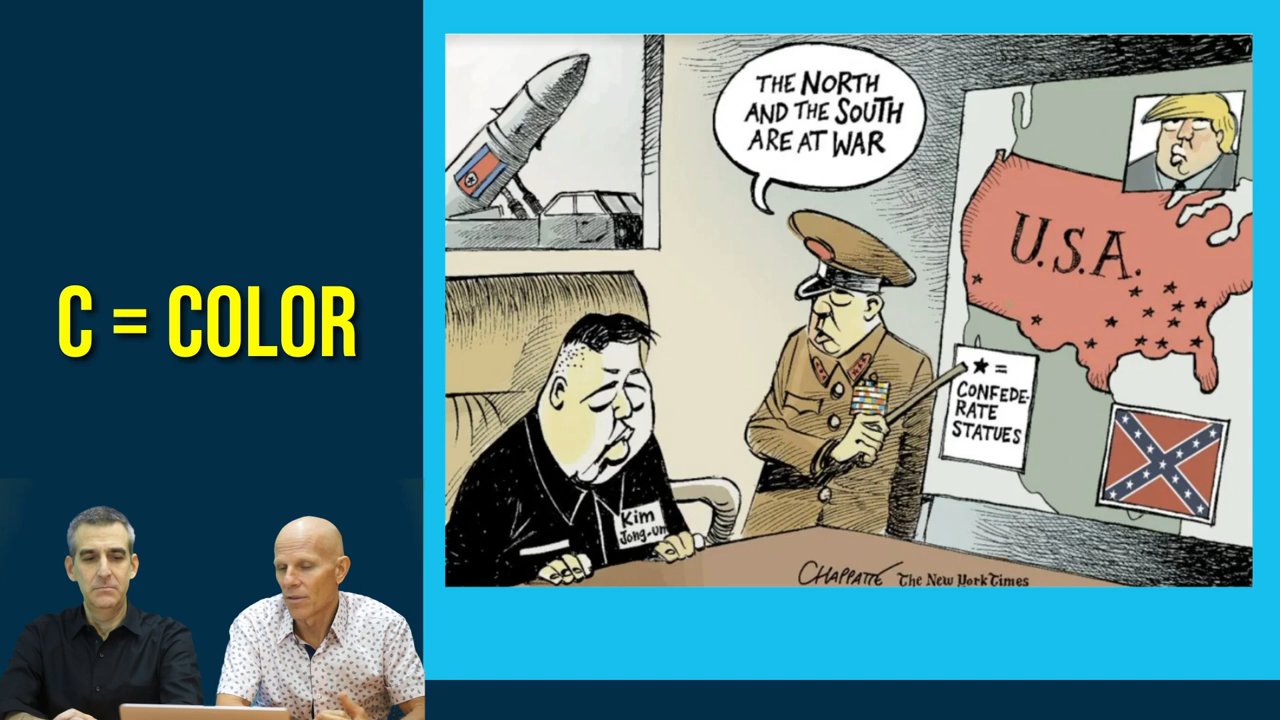 C = COLOR
THE NORTH
AND THE SOUTH
ARE AT WAR
U.S.A.
★ =
CONFEDE-
RATE
STATUES
Kim
Jong-un
CHAPPATTE The New York Times